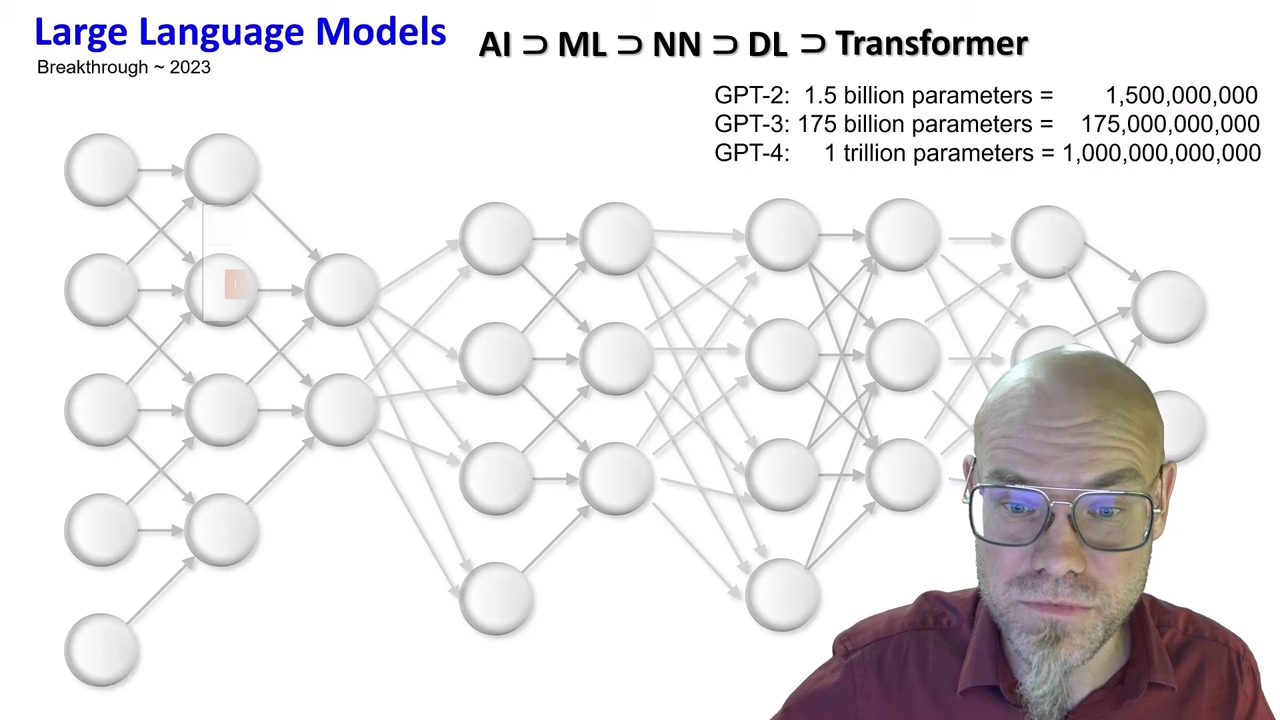 Large Language Models
Breakthrough ~ 2023
AI ⊃ ML ⊃ NN ⊃ DL ⊃ Transformer
GPT-2: 1.5 billion parameters = 1,500,000,000
GPT-3: 175 billion parameters = 175,000,000,000
GPT-4: 1 trillion parameters = 1,000,000,000,000